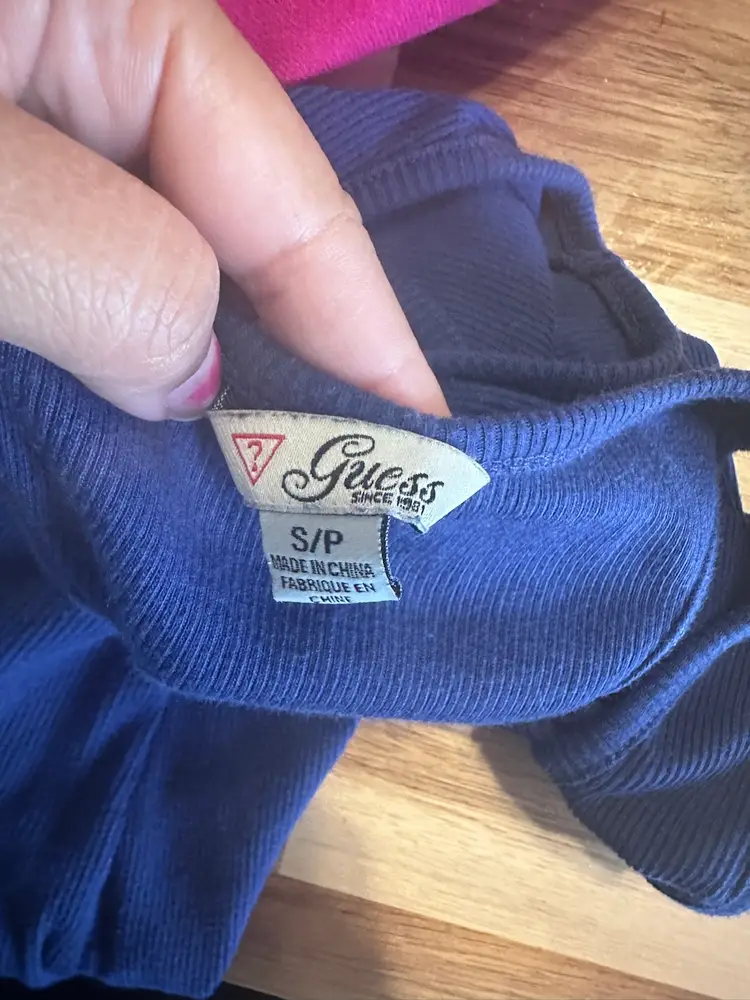 ?
Guess
SINCE 1981
S/P
MADE IN CHINA
FABRIQUE EN
CHINE